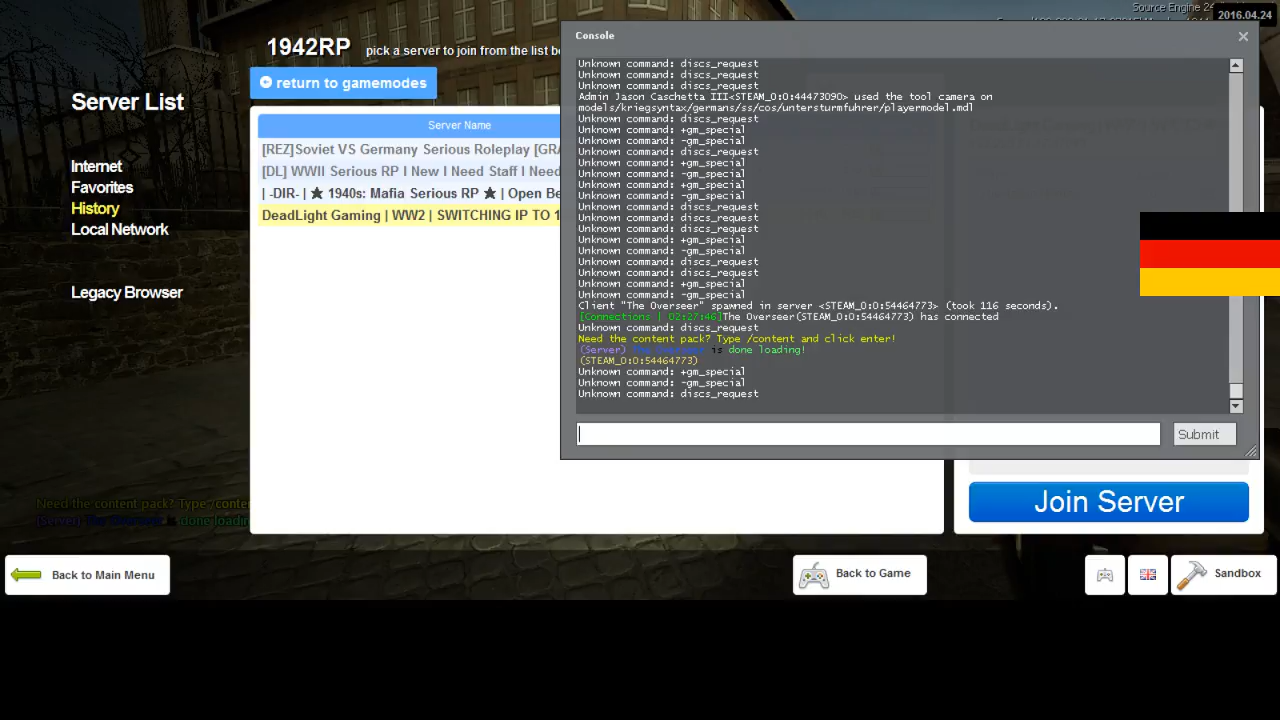 Source Engine 24
2016.04.24
Console
1942RP pick a server to join from the list b
return to gamemodes
Server List
Internet
Favorites
History
Local Network
Legacy Browser
Server Name
[REZ]Soviet VS Germany Serious Roleplay [GRA
[DL] WWII Serious RP I New I Need Staff I Need
| -DIR- | ★ 1940s: Mafia Serious RP ★ | Open Be
DeadLight Gaming | WW2 | SWITCHING IP TO 1
Unknown command: discs_request
Unknown command: discs_request
Unknown command: discs_request
Admin Jason Caschetta III<STEAM_0:0:44473090> used the tool camera on
models/kriegsyntax/germans/ss/cos/untersturmfuhrer/playermodel.mdl
Unknown command: discs_request
Unknown command: +gm_special
Unknown command: -gm_special
Unknown command: discs_request
Unknown command: +gm_special
Unknown command: -gm_special
Unknown command: +gm_special
Unknown command: -gm_special
Unknown command: discs_request
Unknown command: discs_request
Unknown command: discs_request
Unknown command: +gm_special
Unknown command: -gm_special
Unknown command: discs_request
Unknown command: discs_request
Unknown command: +gm_special
Unknown command: -gm_special
Client "The Overseer" spawned in server <STEAM_0:0:54464773> (took 116 seconds).
[Connections | 02:27:46]The Overseer(STEAM_0:0:54464773) has connected
Unknown command: discs_request
Need the content pack? Type /content and click enter!
(Server) The Overseer is done loading!
(STEAM_0:0:54464773)
Unknown command: +gm_special
Unknown command: -gm_special
Unknown command: discs_request
Submit
Join Server
Need the content pack? Type /conten
(Server) The Overseer is done loadin
Back to Main Menu
Back to Game
Sandbox